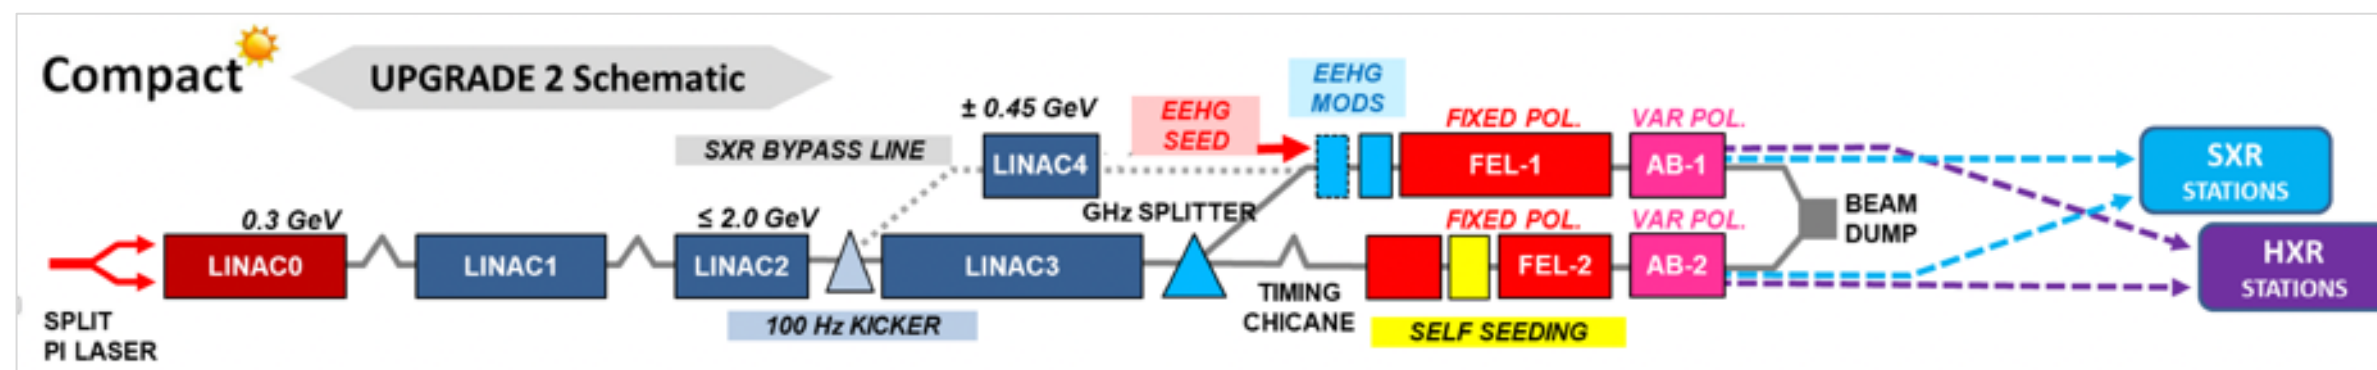 Compact
UPGRADE 2 Schematic
± 0.45 GeV
EEHG
SEED
EEHG
MODS
FIXED POL.
VAR POL.
SXR BYPASS LINE
LINAC4
FEL-1
AB-1
SXR
STATIONS
0.3 GeV
≤ 2.0 GeV
GHz SPLITTER
FIXED POL.
VAR POL.
BEAM
DUMP
LINAC0
LINAC1
LINAC2
LINAC3
FEL-2
AB-2
HXR
STATIONS
SPLIT
PI LASER
100 Hz KICKER
TIMING
CHICANE
SELF SEEDING